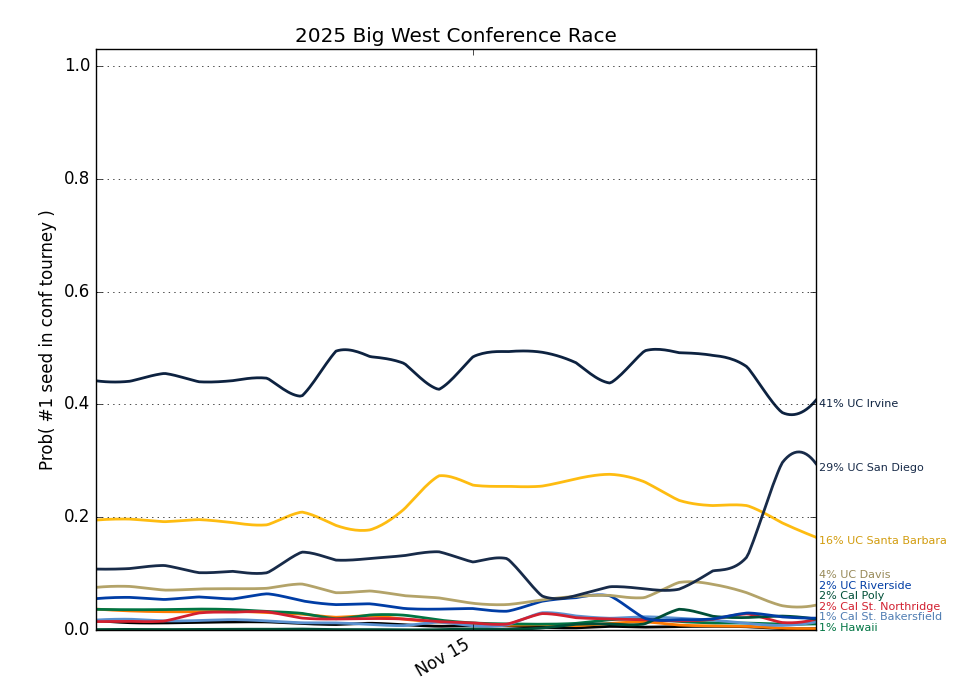 2025 Big West Conference Race
Prob( #1 seed in conf tourney )
1.0
0.8
0.6
0.4
0.2
0.0
Nov 15
41% UC Irvine
29% UC San Diego
16% UC Santa Barbara
4% UC Davis
2% UC Riverside
2% Cal Poly
2% Cal St. Northridge
1% Cal St. Bakersfield
1% Hawaii